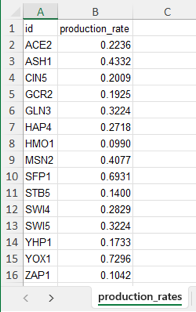 A B C
1 id production_rate
2 ACE2 0.2236
3 ASH1 0.4332
4 CIN5 0.2009
5 GCR2 0.1925
6 GLN3 0.3224
7 HAP4 0.2718
8 HMO1 0.0990
9 MSN2 0.4077
10 SFP1 0.6931
11 STB5 0.1400
12 SWI4 0.2829
13 SWI5 0.3224
14 YHP1 0.1733
15 YOX1 0.7296
16 ZAP1 0.1042
production_rates